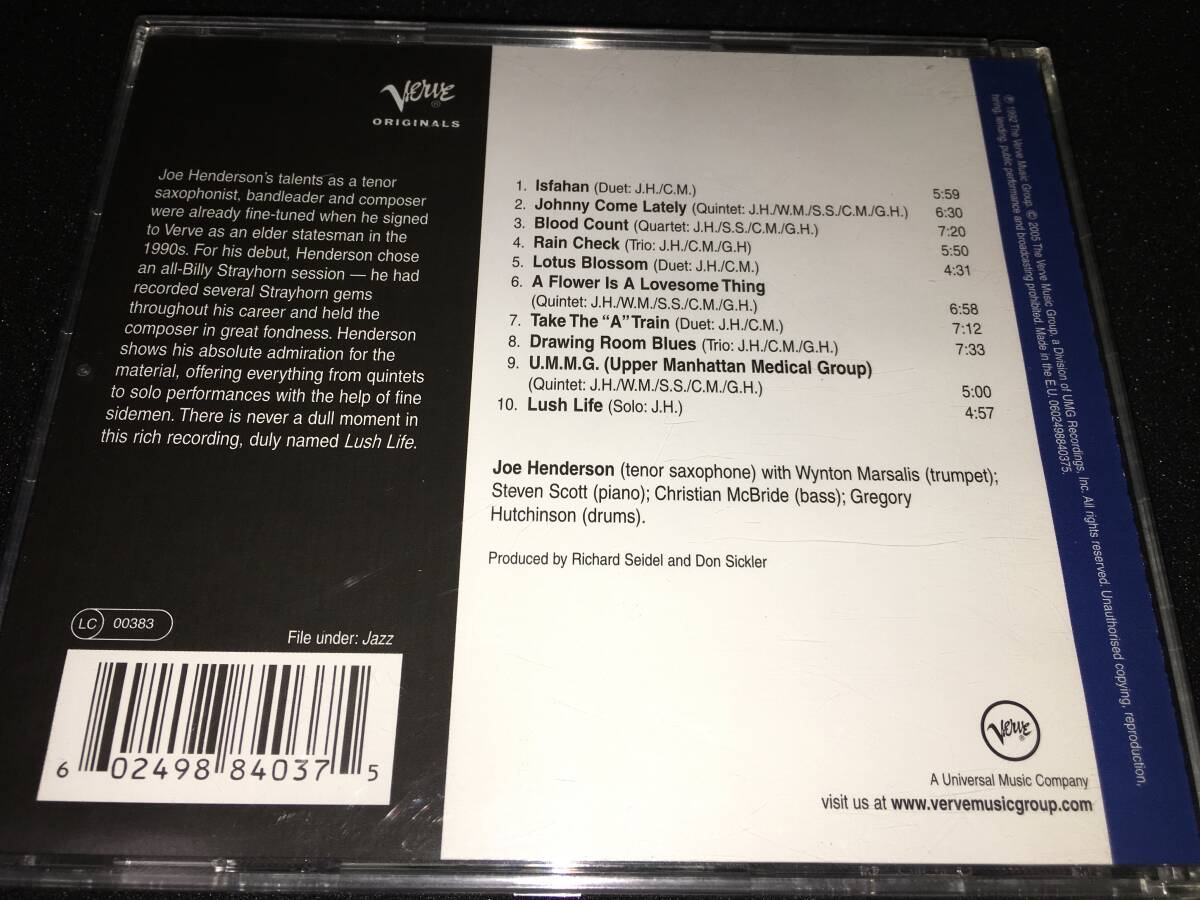 Verve®
ORIGINALS
Joe Henderson's talents as a tenor
saxophonist, bandleader and composer
were already fine-tuned when he signed
to Verve as an elder statesman in the
1990s. For his debut, Henderson chose
an all-Billy Strayhorn session — he had
recorded several Strayhorn gems
throughout his career and held the
composer in great fondness. Henderson
shows his absolute admiration for the
material, offering everything from quintets
to solo performances with the help of fine
sidemen. There is never a dull moment in
this rich recording, duly named Lush Life.
LC 00383
File under: Jazz
6 02498 84037 5
1. Isfahan (Duet: J.H./C.M.) 5:59
2. Johnny Come Lately (Quintet: J.H./W.M./S.S./C.M./G.H.) 6:30
3. Blood Count (Quartet: J.H./S.S./C.M./G.H.) 7:20
4. Rain Check (Trio: J.H./C.M./G.H) 5:50
5. Lotus Blossom (Duet: J.H./C.M.) 4:31
6. A Flower Is A Lovesome Thing
(Quintet: J.H./W.M./S.S./C.M./G.H.) 6:58
7. Take The “A” Train (Duet: J.H./C.M.) 7:12
8. Drawing Room Blues (Trio: J.H./C.M./G.H.) 7:33
9. U.M.M.G. (Upper Manhattan Medical Group)
(Quintet: J.H./W.M./S.S./C.M./G.H.) 5:00
10. Lush Life (Solo: J.H.) 4:57
Joe Henderson (tenor saxophone) with Wynton Marsalis (trumpet);
Steven Scott (piano); Christian McBride (bass); Gregory
Hutchinson (drums).
Produced by Richard Seidel and Don Sickler
Verve®
A Universal Music Company
visit us at www.vervemusicgroup.com
℗ 1992 The Verve Music Group. © 2005 The Verve Music Group, a Division of UMG Recordings, Inc. All rights reserved. Unauthorised copying, reproduction,
hiring, lending, public performance and broadcasting prohibited. Made in the E.U. 0602498840375.